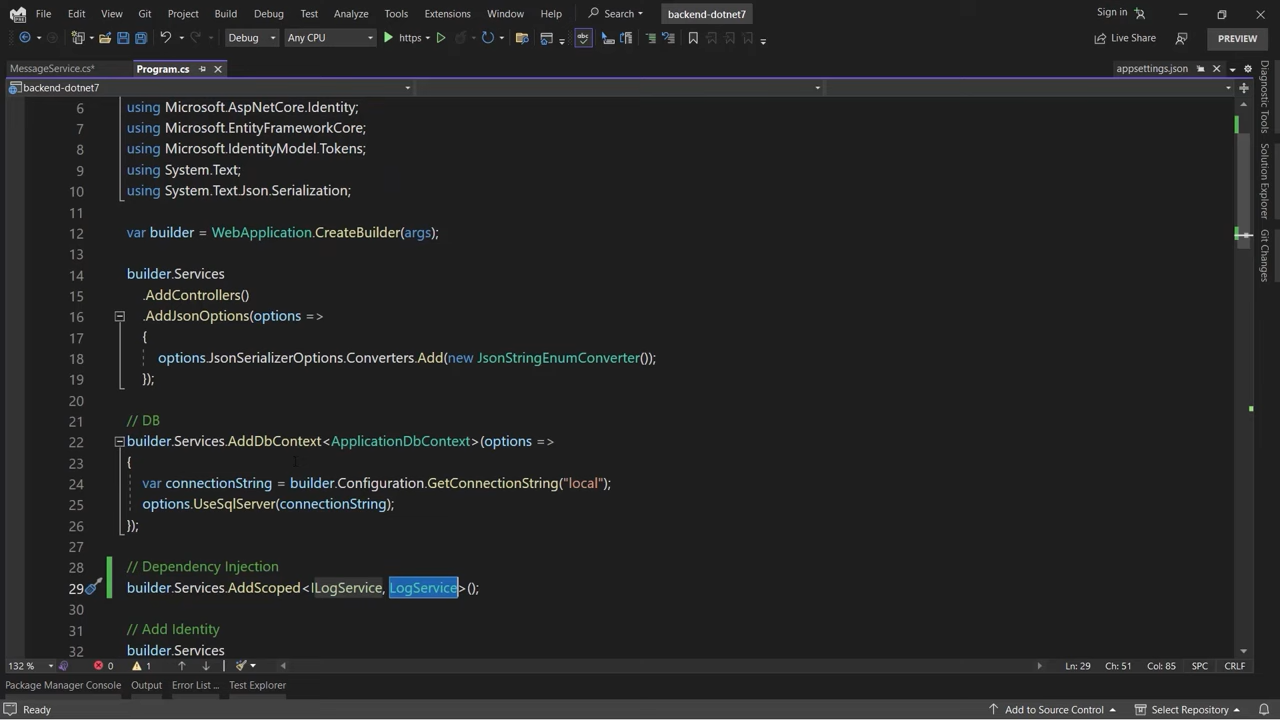 File Edit View Git Project Build Debug Test Analyze Tools Extensions Window Help Search backend-dotnet7 Sign in
Debug Any CPU https Live Share PREVIEW
MessageService.cs* Program.cs appsettings.json
backend-dotnet7
6 using Microsoft.AspNetCore.Identity;
7 using Microsoft.EntityFrameworkCore;
8 using Microsoft.IdentityModel.Tokens;
9 using System.Text;
10 using System.Text.Json.Serialization;
11
12 var builder = WebApplication.CreateBuilder(args);
13
14 builder.Services
15 .AddControllers()
16 .AddJsonOptions(options =>
17 {
18 options.JsonSerializerOptions.Converters.Add(new JsonStringEnumConverter());
19 });
20
21 // DB
22 builder.Services.AddDbContext<ApplicationDbContext>(options =>
23 {
24 var connectionString = builder.Configuration.GetConnectionString("local");
25 options.UseSqlServer(connectionString);
26 });
27
28 // Dependency Injection
29 builder.Services.AddScoped<ILogService, LogService>();
30
31 // Add Identity
32 builder.Services
132 % 0 1 Ln: 29 Ch: 51 Col: 85 SPC CRLF
Package Manager Console Output Error List ... Test Explorer
Ready Add to Source Control Select Repository
Diagnostic Tools
Solution Explorer
Git Changes